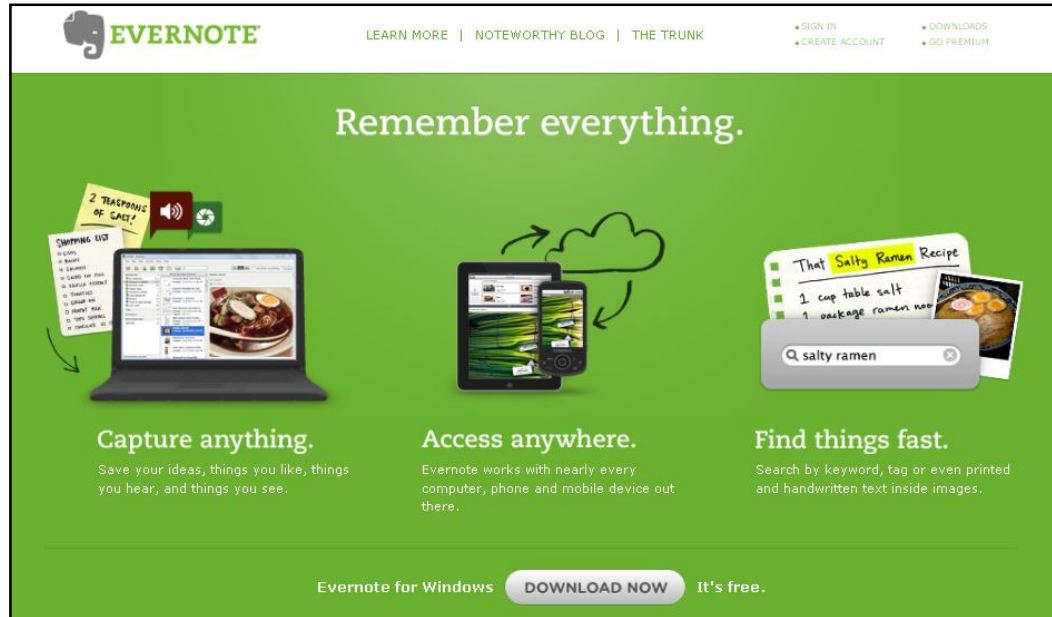 EVERNOTE
LEARN MORE | NOTEWORTHY BLOG | THE TRUNK
SIGN IN
CREATE ACCOUNT
DOWNLOADS
GO PREMIUM
Remember everything.
2 TEASPOONS
OF SALT!
SHOPPING LIST
That Salty Ramen Recipe
1 cup table salt
1 package ramen
salty ramen
Capture anything.
Save your ideas, things you like, things
you hear, and things you see.
Access anywhere.
Evernote works with nearly every
computer, phone and mobile device out
there.
Find things fast.
Search by keyword, tag or even printed
and handwritten text inside images.
Evernote for Windows DOWNLOAD NOW It's free.